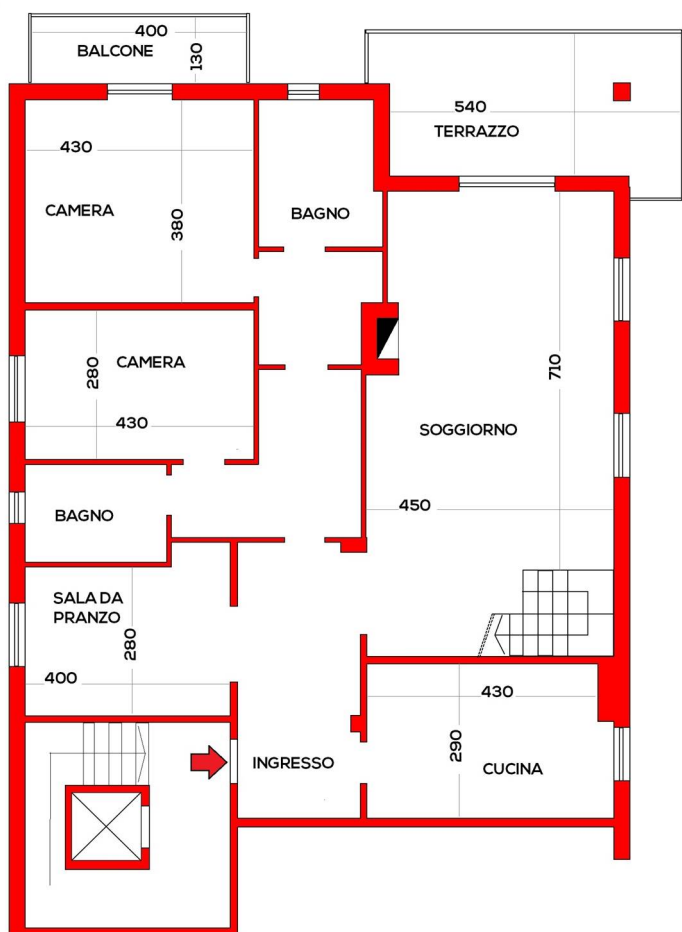 400
BALCONE
130
540
TERRAZZO
430
CAMERA
380
BAGNO
CAMERA
280
430
710
SOGGIORNO
450
BAGNO
SALA DA
PRANZO
280
400
430
INGRESSO
290
CUCINA